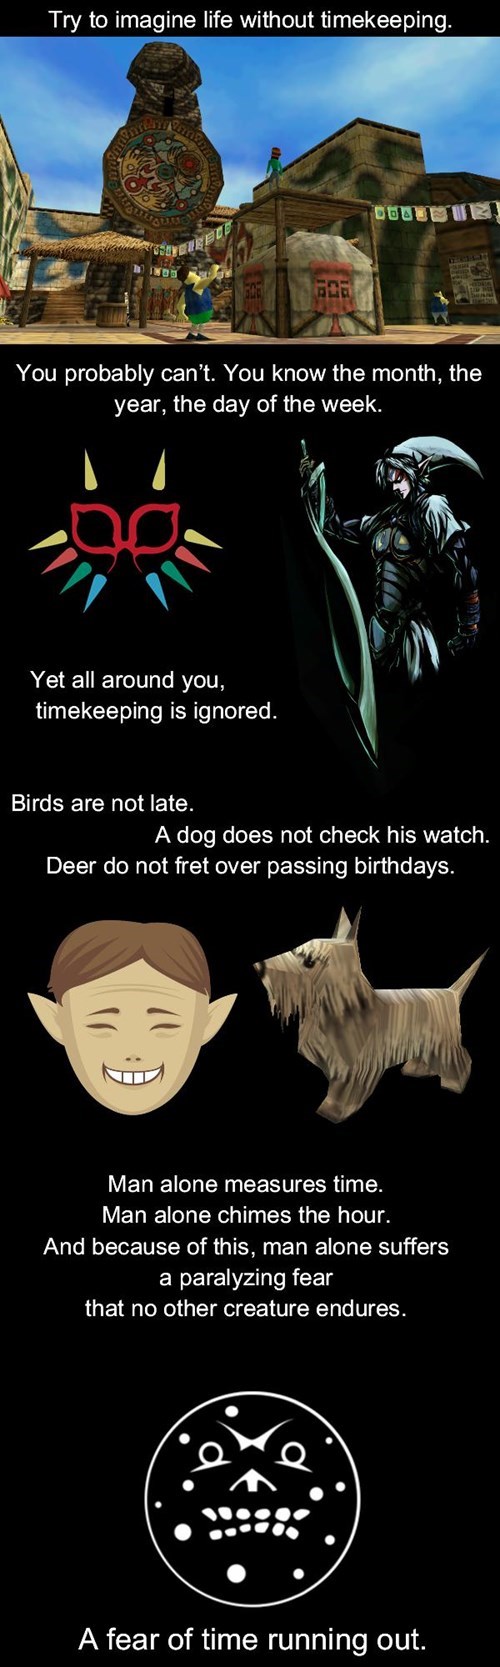 Try to imagine life without timekeeping.
You probably can't. You know the month, the
year, the day of the week.
Yet all around you,
timekeeping is ignored.
Birds are not late.
A dog does not check his watch.
Deer do not fret over passing birthdays.
Man alone measures time.
Man alone chimes the hour.
And because of this, man alone suffers
a paralyzing fear
that no other creature endures.
A fear of time running out.